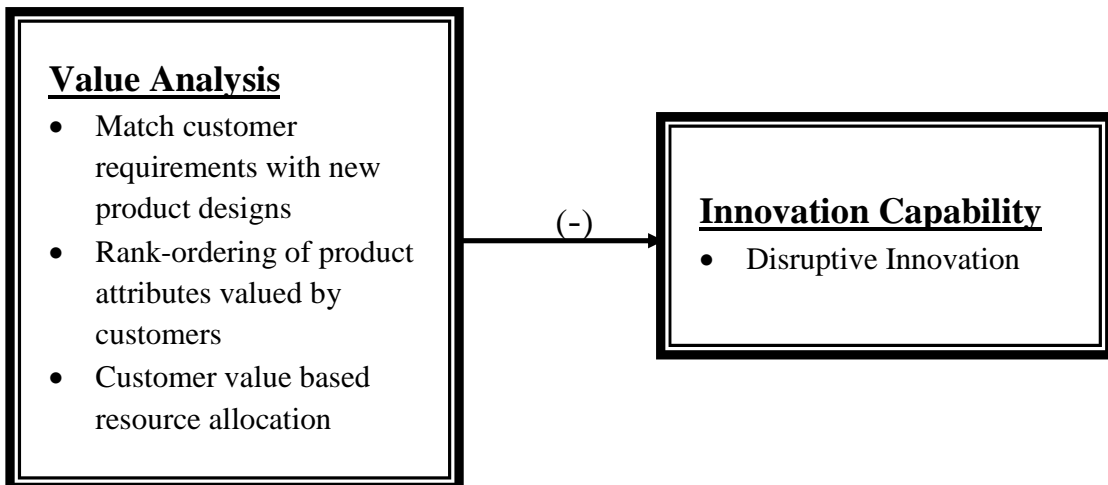 Value Analysis
• Match customer
requirements with new
product designs
• Rank-ordering of product
attributes valued by
customers
• Customer value based
resource allocation
(-)
Innovation Capability
• Disruptive Innovation